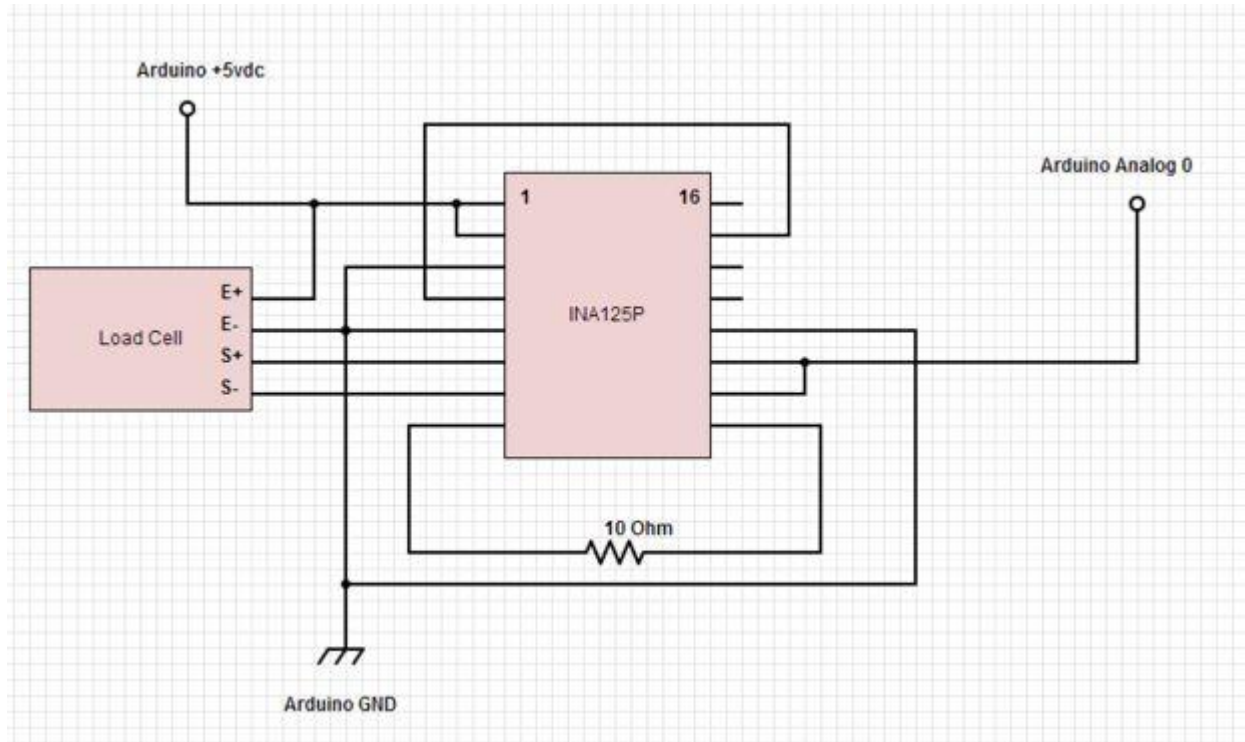 Arduino +5vdc
Arduino Analog 0
1
16
E+
E-
S+
S-
Load Cell
INA125P
10 Ohm
Arduino GND